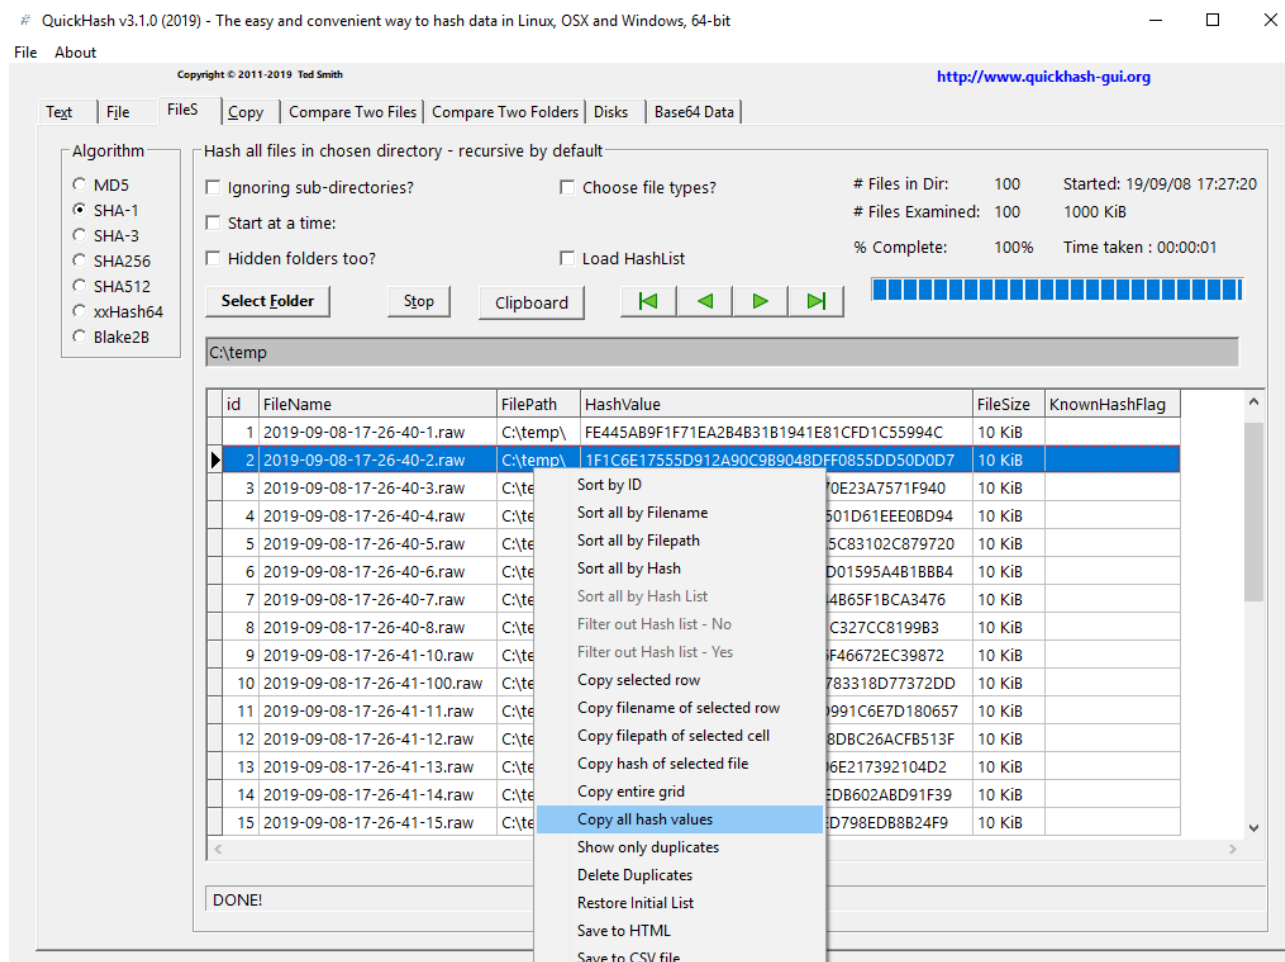 # QuickHash v3.1.0 (2019) - The easy and convenient way to hash data in Linux, OSX and Windows, 64-bit
File About
Copyright © 2011-2019 Ted Smith
http://www.quickhash-gui.org
Text File FileS Copy Compare Two Files Compare Two Folders Disks Base64 Data
Algorithm
MD5
SHA-1
SHA-3
SHA256
SHA512
xxHash64
Blake2B
Hash all files in chosen directory - recursive by default
Ignoring sub-directories? Choose file types?
Start at a time:
Hidden folders too? Load HashList
# Files in Dir: 100 Started: 19/09/08 17:27:20
# Files Examined: 100 1000 KiB
% Complete: 100% Time taken : 00:00:01
Select Folder Stop Clipboard
C:\temp
id FileName FilePath HashValue FileSize KnownHashFlag
1 2019-09-08-17-26-40-1.raw C:\temp\ FE445AB9F1F71EA2B4B31B1941E81CFD1C55994C 10 KiB
2 2019-09-08-17-26-40-2.raw C:\temp\ 1F1C6E17555D912A90C9B9048DFF0855DD50D0D7 10 KiB
3 2019-09-08-17-26-40-3.raw C:\te 70E23A7571F940 10 KiB
4 2019-09-08-17-26-40-4.raw C:\te 501D61EEE0BD94 10 KiB
5 2019-09-08-17-26-40-5.raw C:\te 5C83102C879720 10 KiB
6 2019-09-08-17-26-40-6.raw C:\te D01595A4B1BBB4 10 KiB
7 2019-09-08-17-26-40-7.raw C:\te 4B65F1BCA3476 10 KiB
8 2019-09-08-17-26-40-8.raw C:\te C327CC8199B3 10 KiB
9 2019-09-08-17-26-41-10.raw C:\te F46672EC39872 10 KiB
10 2019-09-08-17-26-41-100.raw C:\te 783318D77372DD 10 KiB
11 2019-09-08-17-26-41-11.raw C:\te 991C6E7D180657 10 KiB
12 2019-09-08-17-26-41-12.raw C:\te 8DBC26ACFB513F 10 KiB
13 2019-09-08-17-26-41-13.raw C:\te 6E217392104D2 10 KiB
14 2019-09-08-17-26-41-14.raw C:\te EDB602ABD91F39 10 KiB
15 2019-09-08-17-26-41-15.raw C:\te D798EDB8B24F9 10 KiB
Sort by ID
Sort all by Filename
Sort all by Filepath
Sort all by Hash
Sort all by Hash List
Filter out Hash list - No
Filter out Hash list - Yes
Copy selected row
Copy filename of selected row
Copy filepath of selected cell
Copy hash of selected file
Copy entire grid
Copy all hash values
Show only duplicates
Delete Duplicates
Restore Initial List
Save to HTML
Save to CSV file
DONE!